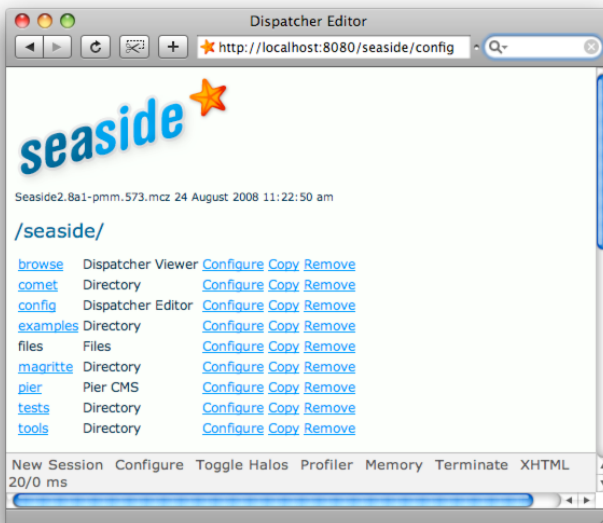 Dispatcher Editor
http://localhost:8080/seaside/config
Q
seaside
Seaside2.8a1-pmm.573.mcz 24 August 2008 11:22:50 am
/seaside/
browse Dispatcher Viewer Configure Copy Remove
comet Directory Configure Copy Remove
config Dispatcher Editor Configure Copy Remove
examples Directory Configure Copy Remove
files Files Configure Copy Remove
magritte Directory Configure Copy Remove
pier Pier CMS Configure Copy Remove
tests Directory Configure Copy Remove
tools Directory Configure Copy Remove
New Session Configure Toggle Halos Profiler Memory Terminate XHTML
20/0 ms